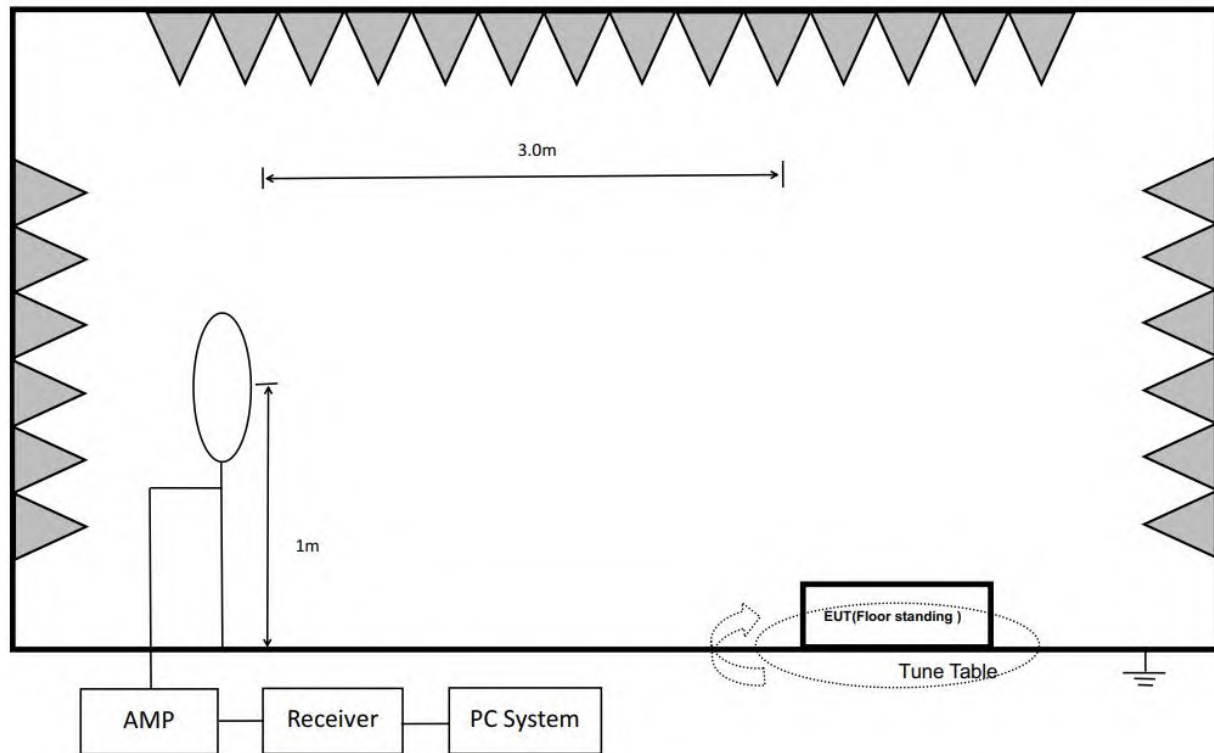 3.0m
1m
EUT(Floor standing )
Tune Table
AMP
Receiver
PC System